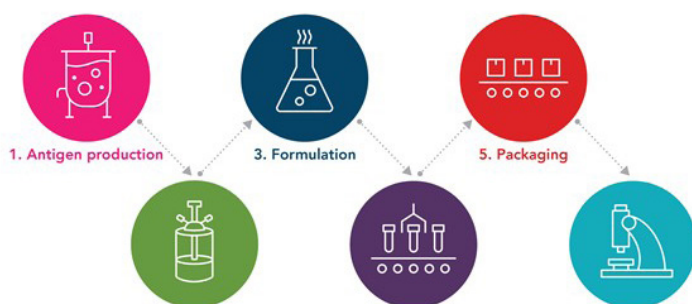 1. Antigen production
3. Formulation
5. Packaging